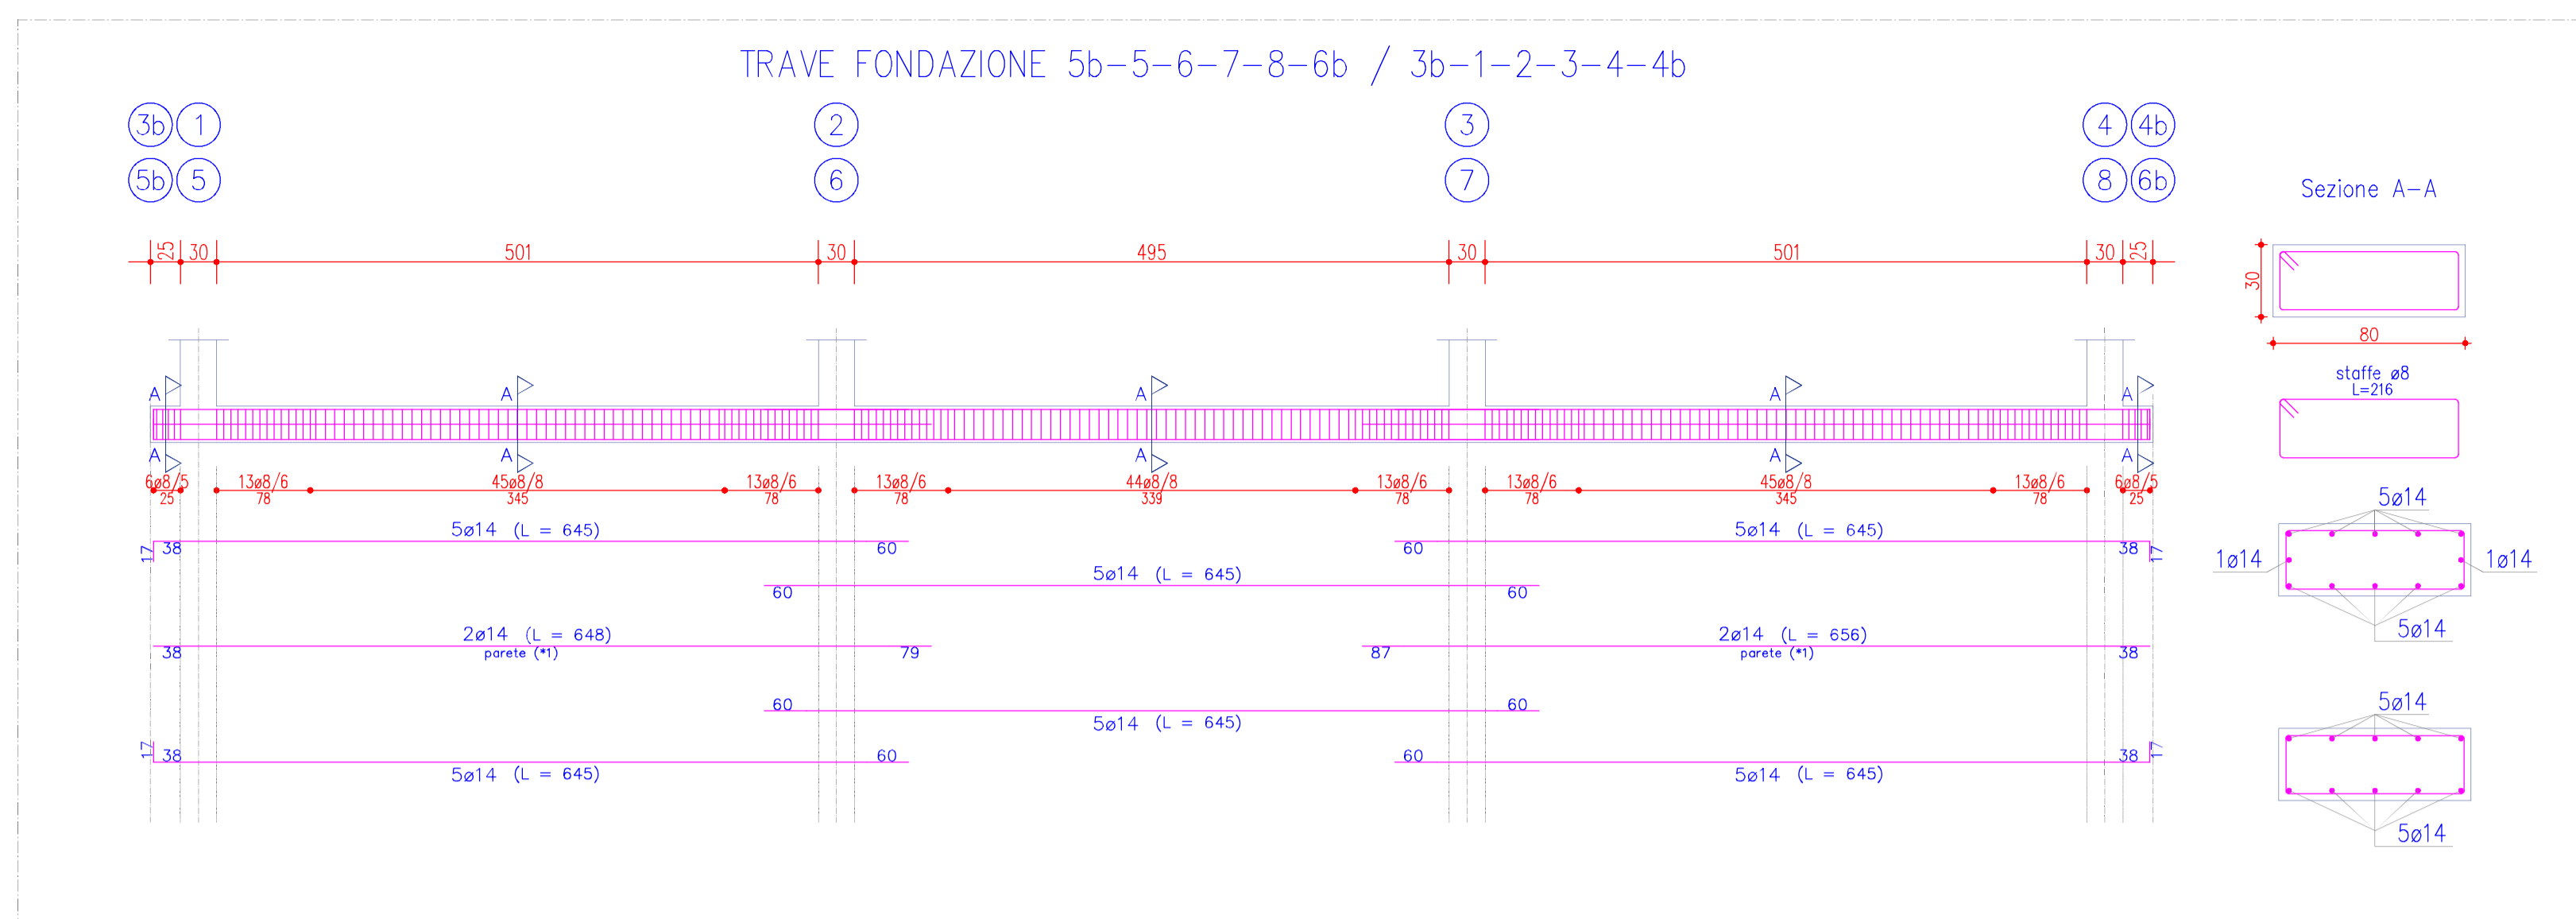 TRAVE FONDAZIONE 5b-5-6-7-8-6b / 3b-1-2-3-4-4b
3b 1 2 3 4 4b
5b 5 6 7 8 6b
Sezione A-A
25 30 501 30 495 30 501 30 25
30
80
staffe ø8
L=216
A A A A A
A A A A A
6ø8/5 13ø8/6 45ø8/8 13ø8/6 13ø8/6 44ø8/8 13ø8/6 13ø8/6 45ø8/8 13ø8/6 6ø8/5
25 78 345 78 78 339 78 78 345 78 25
5ø14 (L = 645) 5ø14 (L = 645)
17 38 60 60 38 17
5ø14 (L = 645)
60 60
2ø14 (L = 648) 2ø14 (L = 656)
38 parete (*1) 79 87 parete (*1) 38
60 60
5ø14 (L = 645)
17 38 60 60 38 17
5ø14 (L = 645) 5ø14 (L = 645)
5ø14
1ø14 1ø14
5ø14
5ø14
5ø14